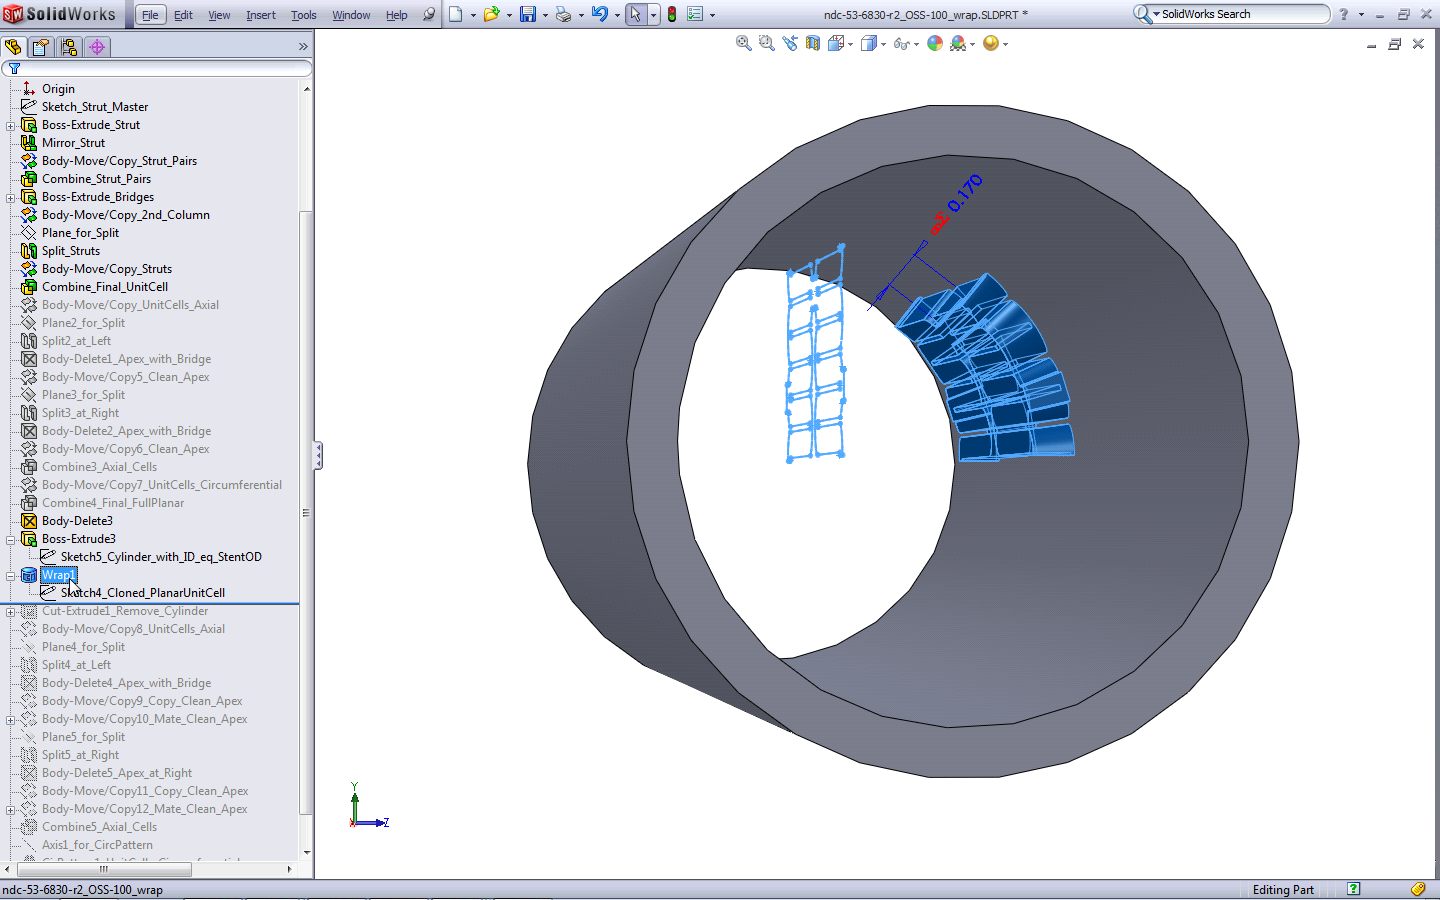 SW SolidWorks File Edit View Insert Tools Window Help ndc-53-6830-r2_OSS-100_wrap.SLDPRT * SolidWorks Search
Origin
Sketch_Strut_Master
Boss-Extrude_Strut
Mirror_Strut
Body-Move/Copy_Strut_Pairs
Combine_Strut_Pairs
Boss-Extrude_Bridges
Body-Move/Copy_2nd_Column
Plane_for_Split
Split_Struts
Body-Move/Copy_Struts
Combine_Final_UnitCell
Body-Move/Copy_UnitCells_Axial
Plane2_for_Split
Split2_at_Left
Body-Delete1_Apex_with_Bridge
Body-Move/Copy5_Clean_Apex
Plane3_for_Split
Split3_at_Right
Body-Delete2_Apex_with_Bridge
Body-Move/Copy6_Clean_Apex
Combine3_Axial_Cells
Body-Move/Copy7_UnitCells_Circumferential
Combine4_Final_FullPlanar
Body-Delete3
Boss-Extrude3
Sketch5_Cylinder_with_ID_eq_StentOD
Wrap1
Sketch4_Cloned_PlanarUnitCell
Cut-Extrude1_Remove_Cylinder
Body-Move/Copy8_UnitCells_Axial
Plane4_for_Split
Split4_at_Left
Body-Delete4_Apex_with_Bridge
Body-Move/Copy9_Copy_Clean_Apex
Body-Move/Copy10_Mate_Clean_Apex
Plane5_for_Split
Split5_at_Right
Body-Delete5_Apex_at_Right
Body-Move/Copy11_Copy_Clean_Apex
Body-Move/Copy12_Mate_Clean_Apex
Combine5_Axial_Cells
Axis1_for_CircPattern
0.170
Y
X
Z
ndc-53-6830-r2_OSS-100_wrap Editing Part